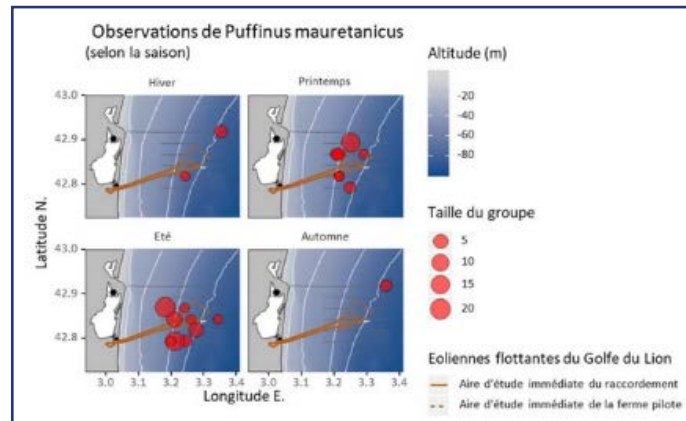 Observations de Puffinus mauretanicus
(selon la saison)
Hiver
Printemps
43.0
42.9
42.8
Eté
Automne
43.0
42.9
42.8
3.0
3.1
3.2
3.3
3.4
3.0
3.1
3.2
3.3
3.4
Latitude N.
Longitude E.
Altitude (m)
-20
-40
-60
-80
Taille du groupe
5
10
15
20
Eoliennes flottantes du Golfe du Lion
Aire d'étude immédiate du raccordement
Aire d'étude immédiate de la ferme pilote